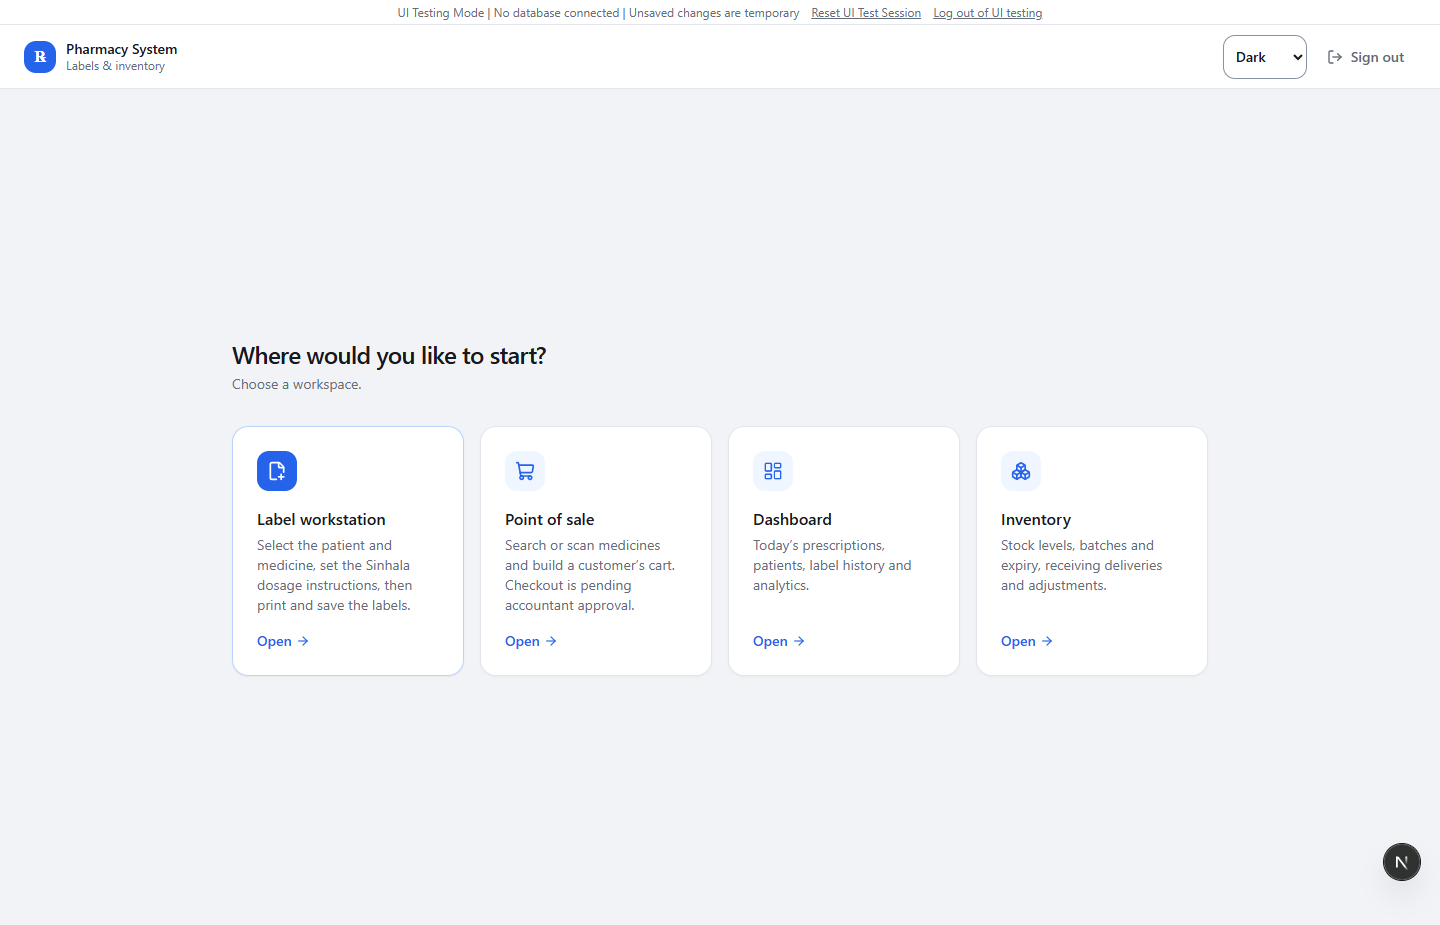 UI Testing Mode | No database connected | Unsaved changes are temporary Reset UI Test Session Log out of UI testing
℞ Pharmacy System
Labels & inventory
Dark
Sign out
Where would you like to start?
Choose a workspace.
Label workstation
Select the patient and
medicine, set the Sinhala
dosage instructions, then
print and save the labels.
Open →
Point of sale
Search or scan medicines
and build a customer’s cart.
Checkout is pending
accountant approval.
Open →
Dashboard
Today’s prescriptions,
patients, label history and
analytics.
Open →
Inventory
Stock levels, batches and
expiry, receiving deliveries
and adjustments.
Open →
N